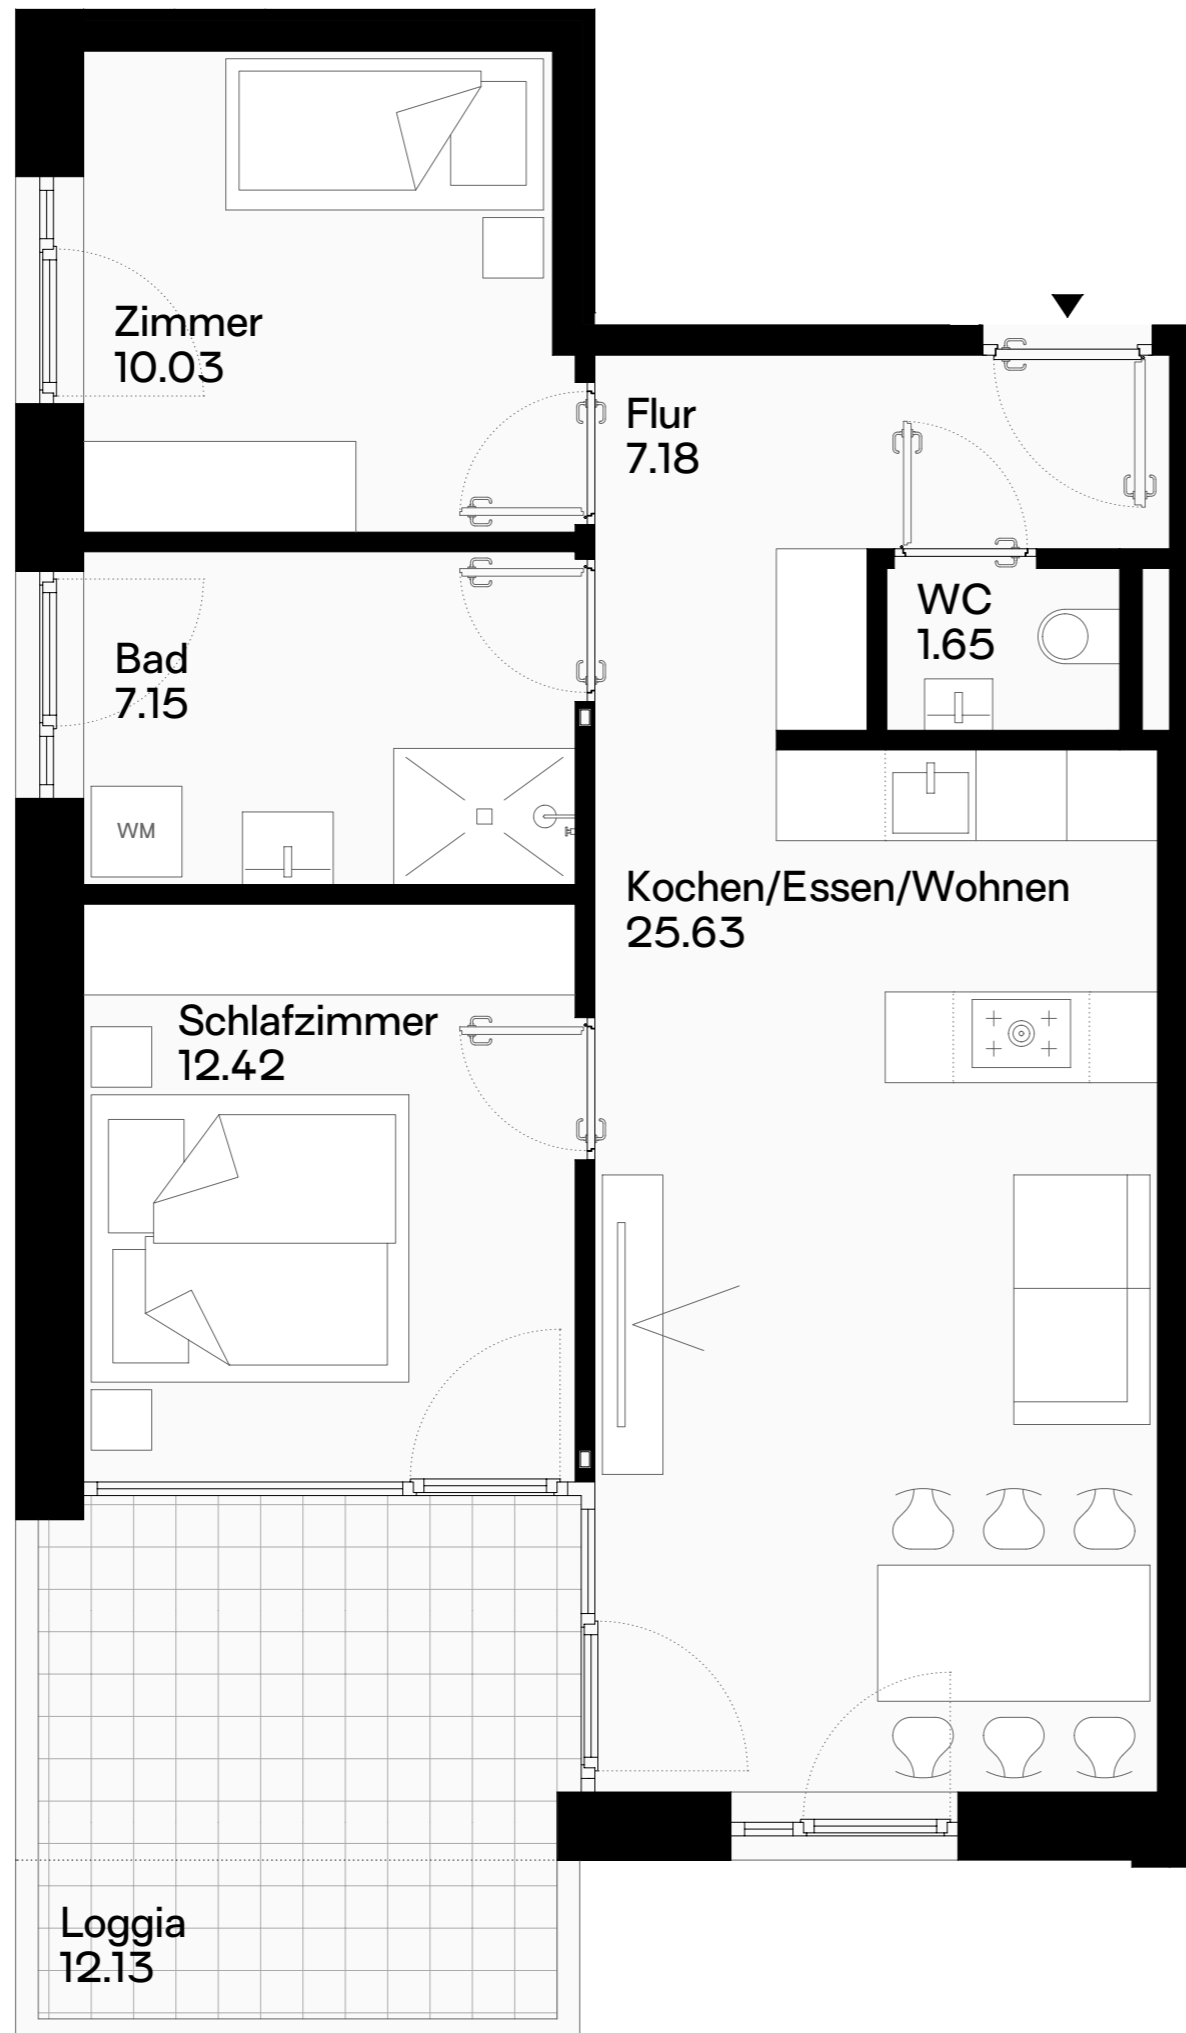 Zimmer
10.03
Flur
7.18
WC
1.65
Bad
7.15
WM
Kochen/Essen/Wohnen
25.63
Schlafzimmer
12.42
Loggia
12.13